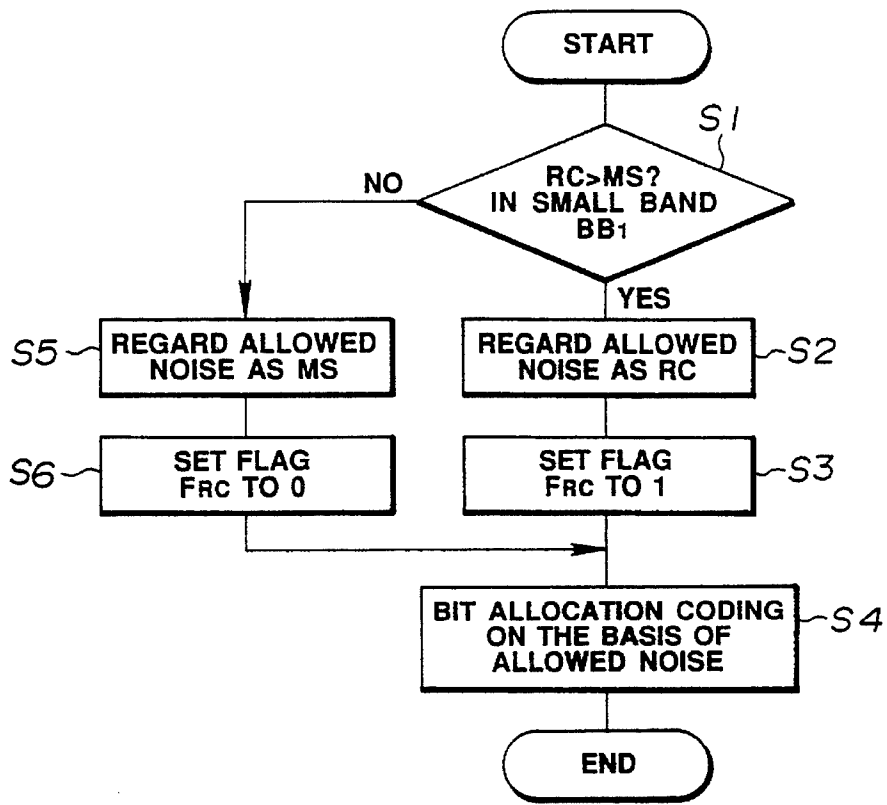 START
S1
RC>MS?
IN SMALL BAND
BB1
NO
YES
S5
REGARD ALLOWED
NOISE AS MS
REGARD ALLOWED
NOISE AS RC
S2
S6
SET FLAG
FRC TO 0
SET FLAG
FRC TO 1
S3
BIT ALLOCATION CODING
ON THE BASIS OF
ALLOWED NOISE
S4
END